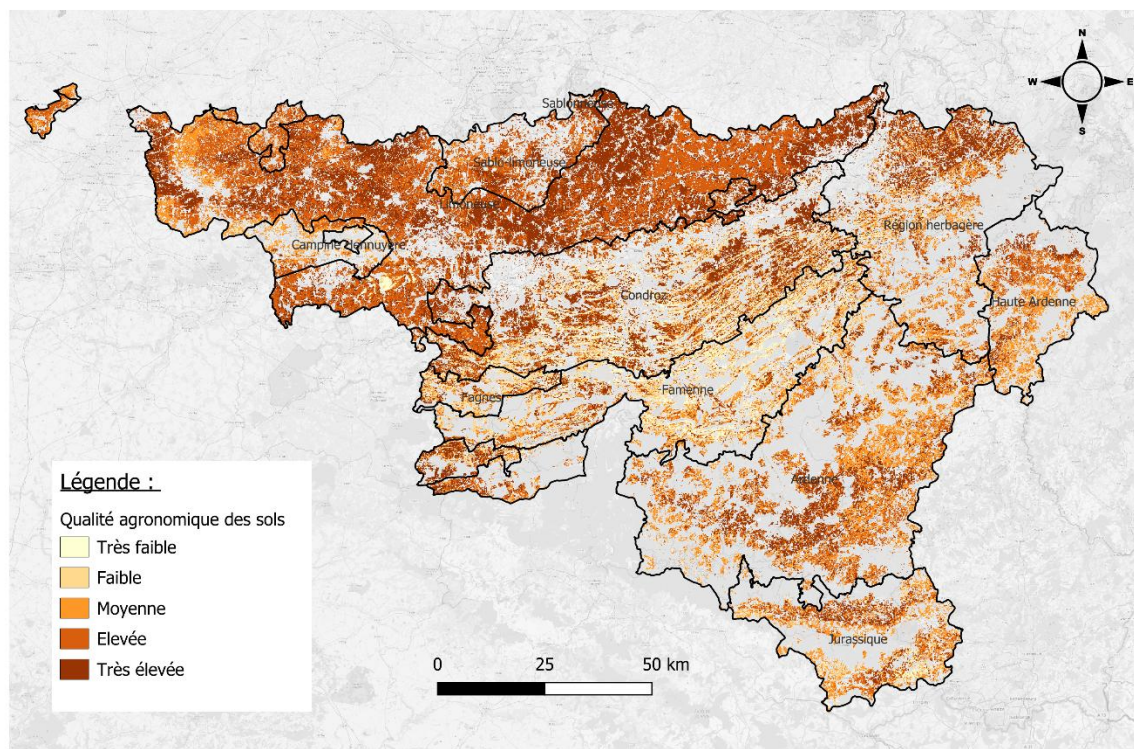 N
W E
S
Sablonneuse
Sablo-limoneuse
Limoneuse
Campine Hennuyère
Région herbagère
Condroz
Haute Ardenne
Fagnes
Famenne
Ardenne
Jurassique
Légende :
Qualité agronomique des sols
Très faible
Faible
Moyenne
Elevée
Très élevée
0 25 50 km